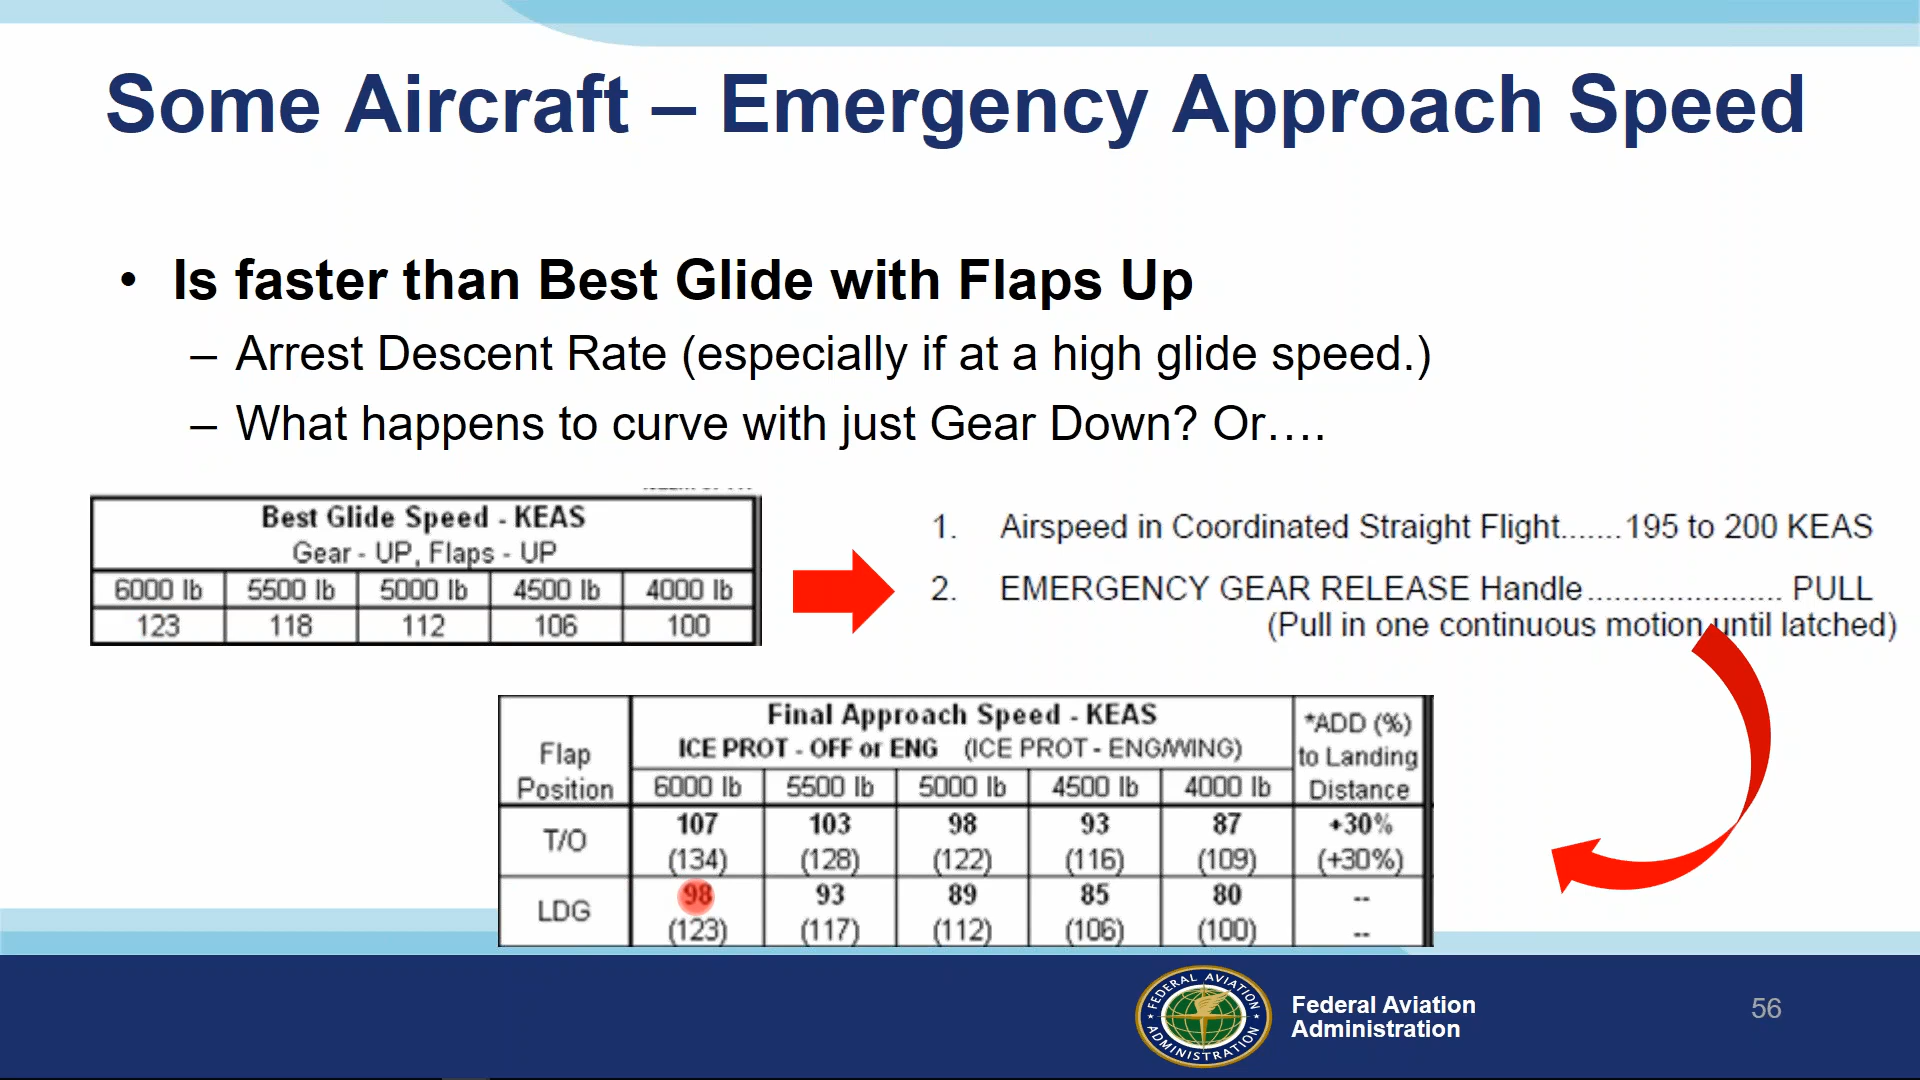 Some Aircraft – Emergency Approach Speed
• Is faster than Best Glide with Flaps Up
– Arrest Descent Rate (especially if at a high glide speed.)
– What happens to curve with just Gear Down? Or….
Best Glide Speed - KEAS
Gear - UP, Flaps - UP
6000 lb 5500 lb 5000 lb 4500 lb 4000 lb
123 118 112 106 100
1. Airspeed in Coordinated Straight Flight.......195 to 200 KEAS
2. EMERGENCY GEAR RELEASE Handle...................... PULL
(Pull in one continuous motion until latched)
Flap Position
Final Approach Speed - KEAS
ICE PROT - OFF or ENG (ICE PROT - ENG/WING)
*ADD (%)
to Landing
Distance
6000 lb 5500 lb 5000 lb 4500 lb 4000 lb
T/O
107 103 98 93 87 +30%
(134) (128) (122) (116) (109) (+30%)
LDG
98 93 89 85 80 --
(123) (117) (112) (106) (100) --
FEDERAL AVIATION
ADMINISTRATION
Federal Aviation
Administration
56